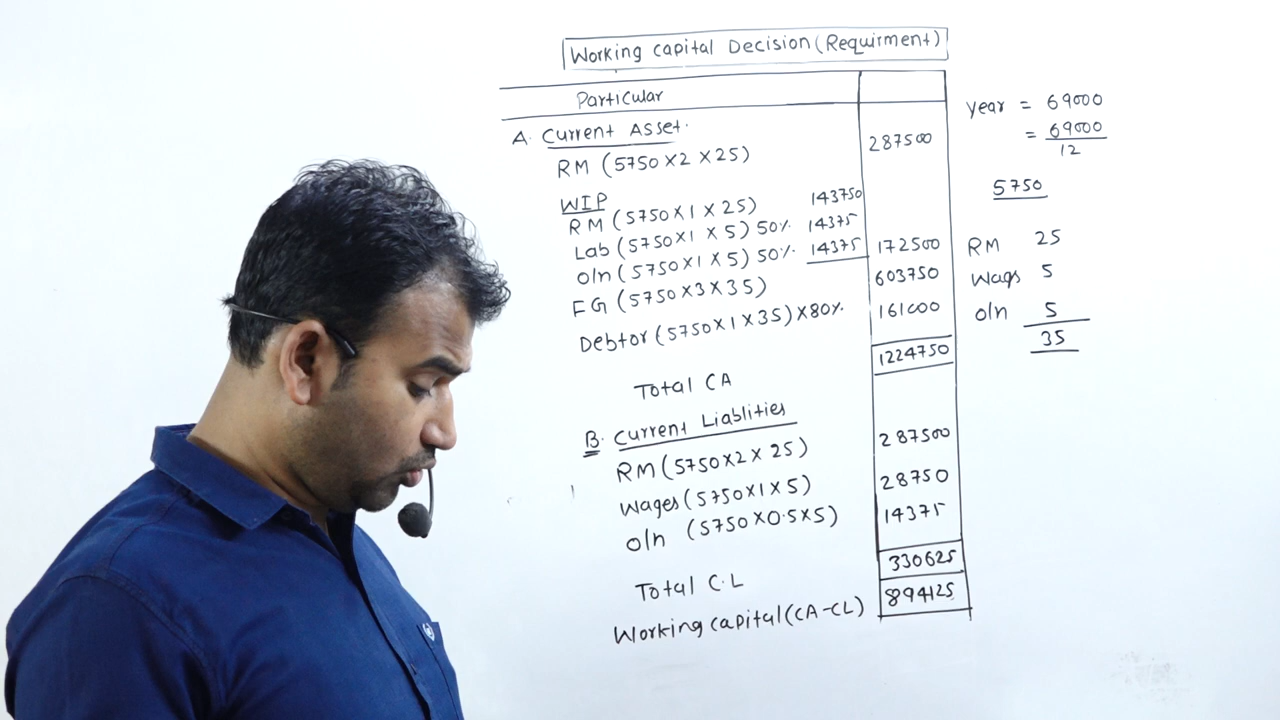 Working Capital Decision (Requirment)
Particular
A. Current Asset.
RM (5750 X 2 X 25) 287500
WIP
RM (5750 X 1 X 25) 143750
Lab (5750 X 1 X 5) 50% 14375
o/h (5750 X 1 X 5) 50% 14375 172500
FG (5750 X 3 X 35) 603750
Debtor (5750 X 1 X 35) X 80% 161000
Total CA 1224750
B. Current Liablities
RM (5750 X 2 X 25) 287500
Wages (5750 X 1 X 5) 28750
o/h (5750 X 0.5 X 5) 14375
Total C.L 330625
Working capital (CA-CL) 894125
year = 69000
= 69000
12
5750
RM 25
Wags 5
o/h 5
35